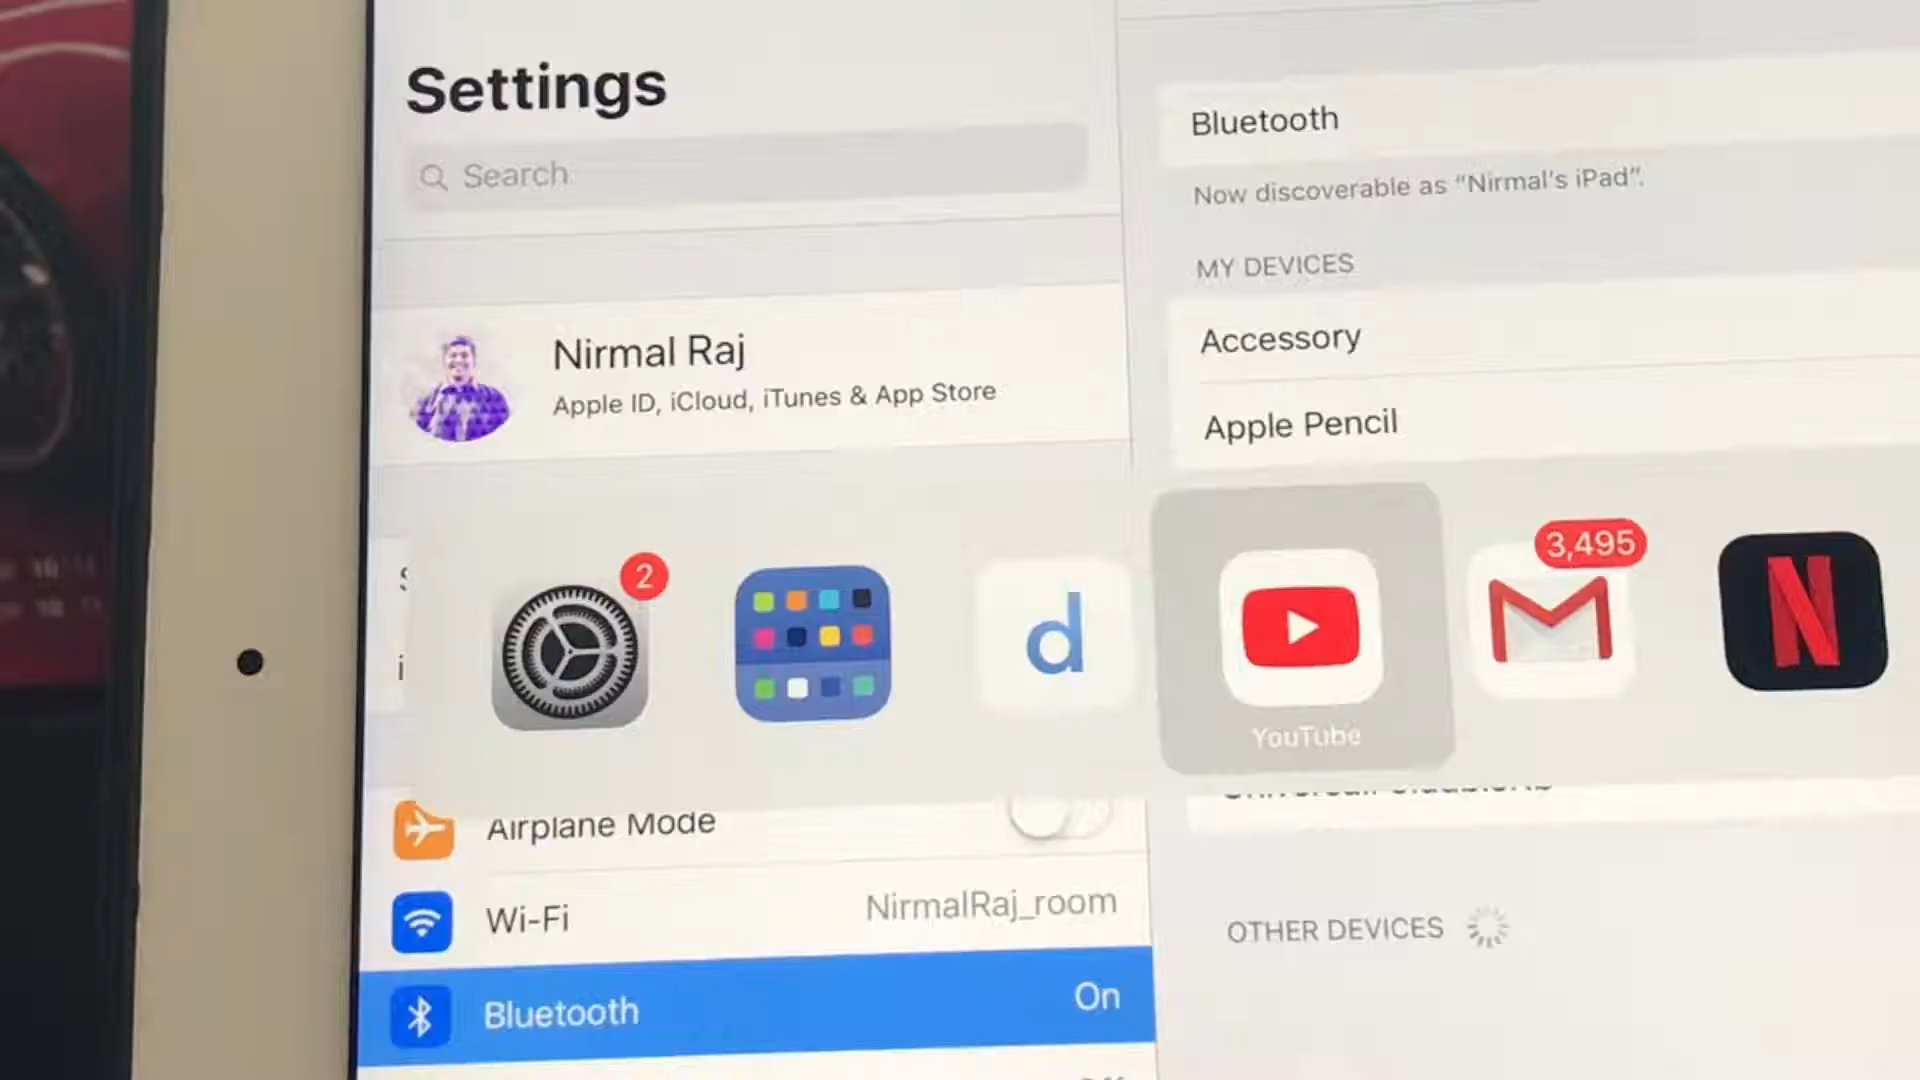 Settings
Search
Nirmal Raj
Apple ID, iCloud, iTunes & App Store
Bluetooth
Now discoverable as “Nirmal's iPad”.
MY DEVICES
Accessory
Apple Pencil
2
d
YouTube
3,495
N
Airplane Mode
Wi-Fi
NirmalRaj_room
Bluetooth
On
OTHER DEVICES